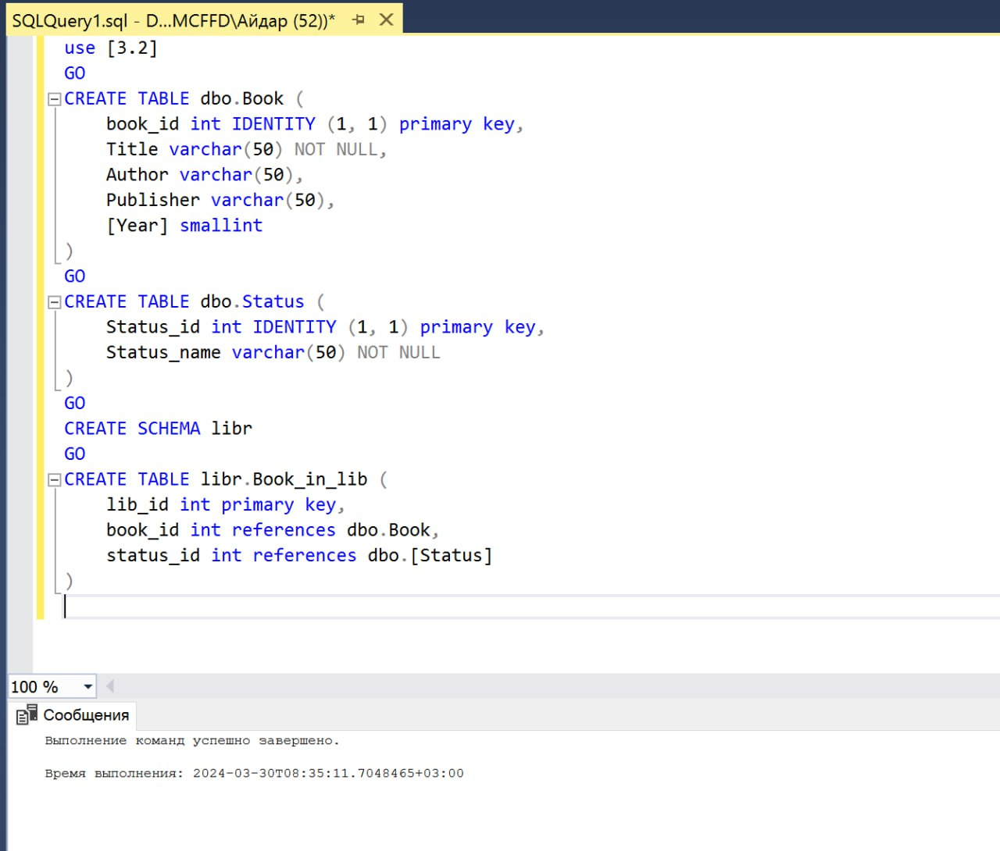 SQLQuery1.sql - D...MCFFD\Айдар (52))*
use [3.2]
GO
CREATE TABLE dbo.Book (
book_id int IDENTITY (1, 1) primary key,
Title varchar(50) NOT NULL,
Author varchar(50),
Publisher varchar(50),
[Year] smallint
)
GO
CREATE TABLE dbo.Status (
Status_id int IDENTITY (1, 1) primary key,
Status_name varchar(50) NOT NULL
)
GO
CREATE SCHEMA libr
GO
CREATE TABLE libr.Book_in_lib (
lib_id int primary key,
book_id int references dbo.Book,
status_id int references dbo.[Status]
)
100 %
Сообщения
Выполнение команд успешно завершено.
Время выполнения: 2024-03-30T08:35:11.7048465+03:00